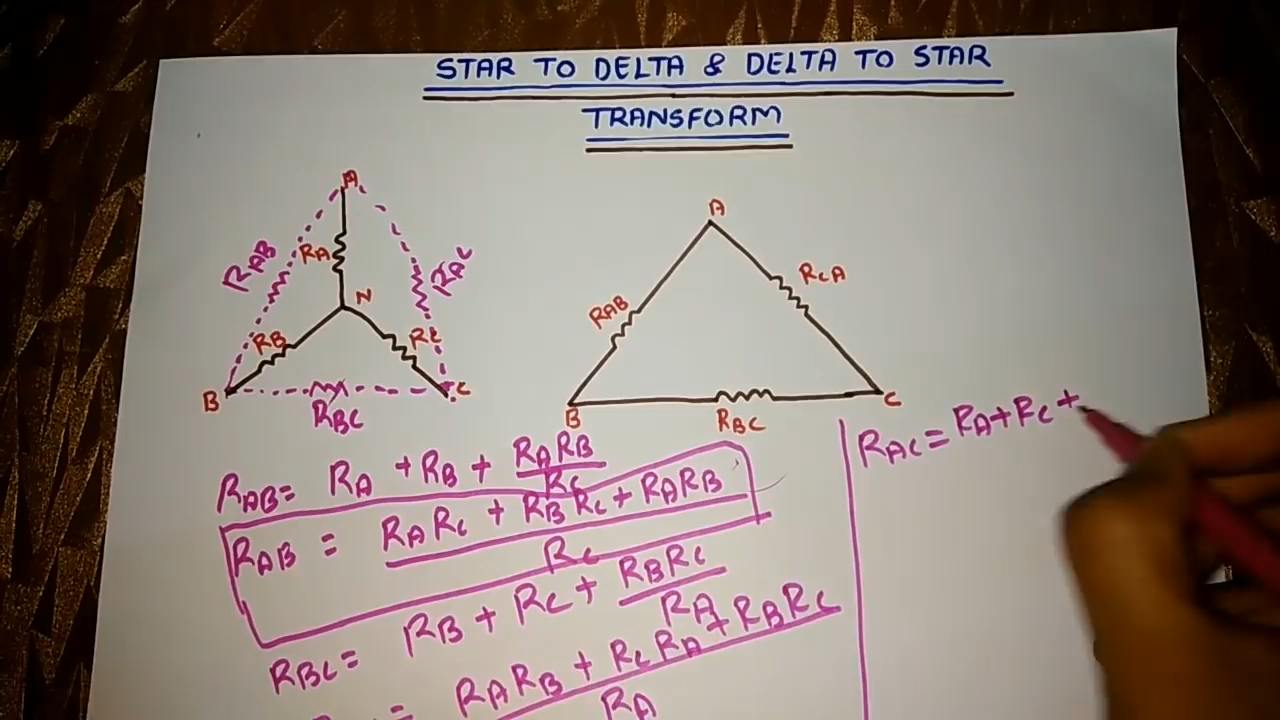 STAR TO DELTA & DELTA TO STAR
TRANSFORM
A
RAB
RA
RAC
N
RB
RC
B
C
RBC
A
RAB
RCA
B
RBC
C
RAB = RA + RB + RARB
RC
RAB = RARC + RBRC + RARB
RC
RBC = RB + RC + RBRC
RA
= RARB + RCRA + RBRC
RA
RAC = RA + RC +